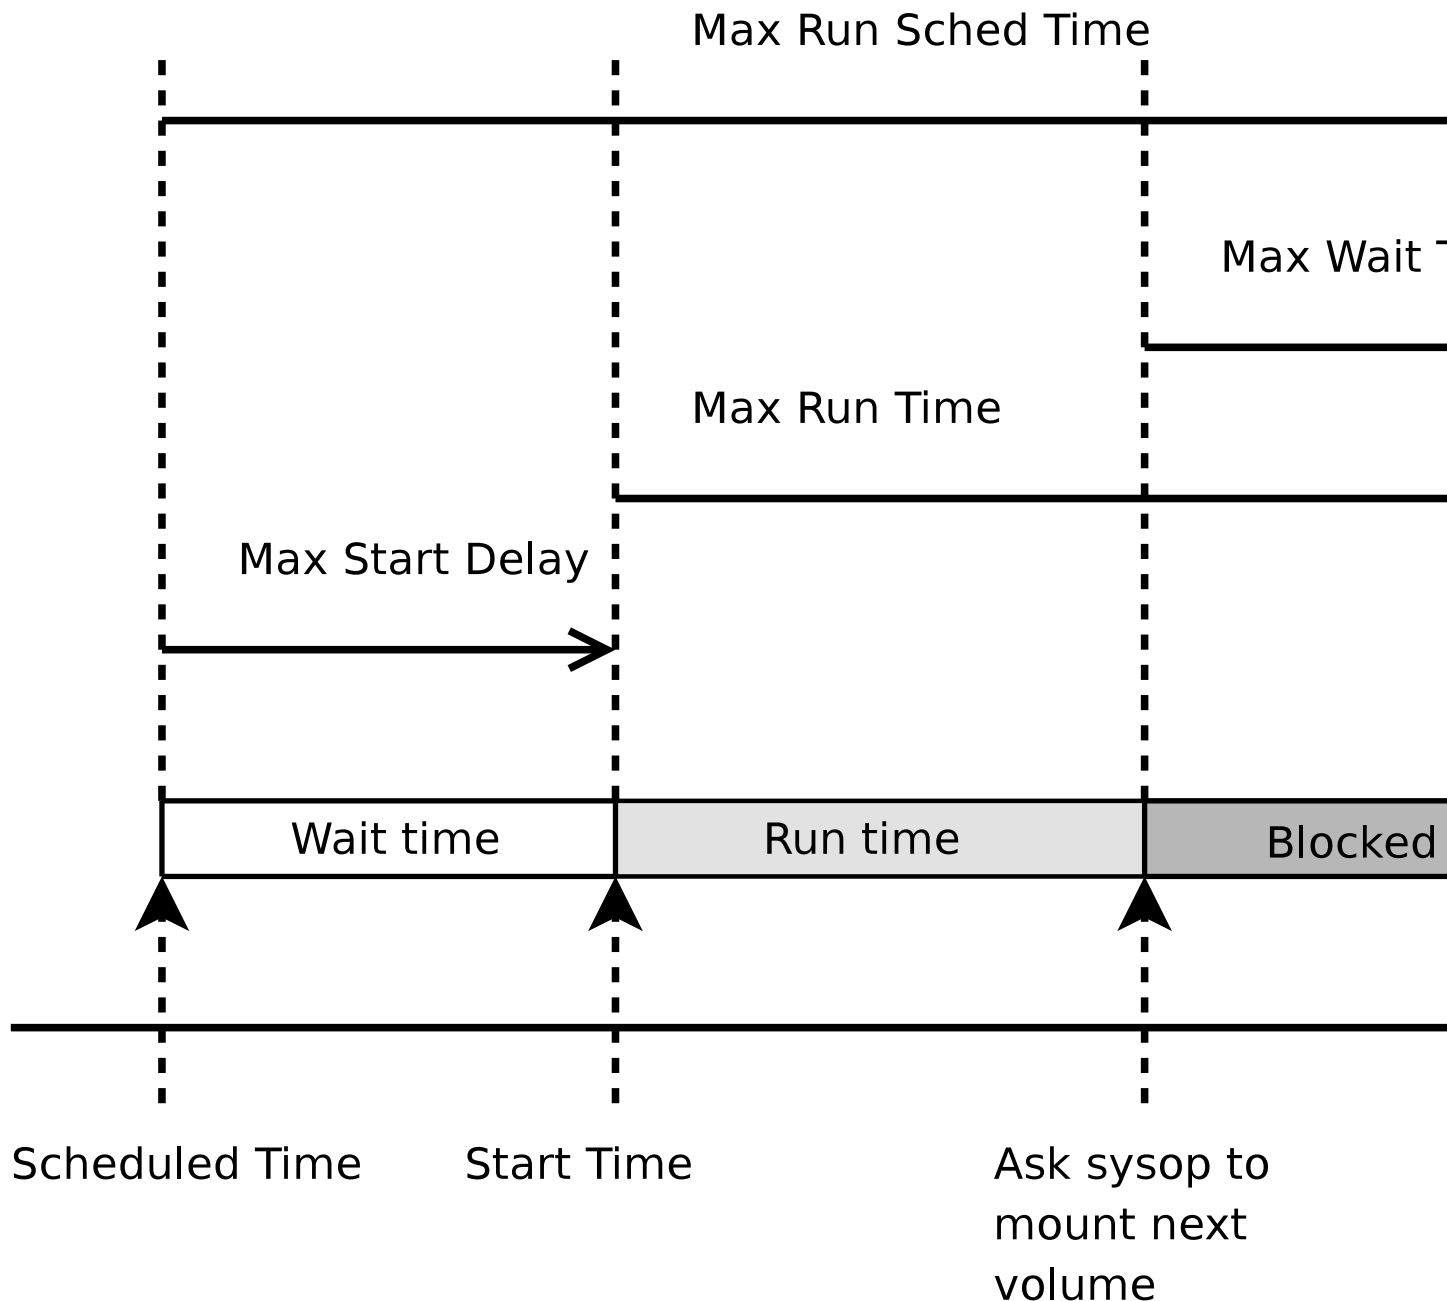 Max Run Sched Time
Max Wait
Max Run Time
Max Start Delay
Wait time
Run time
Blocked
Scheduled Time
Start Time
Ask sysop to
mount next
volume